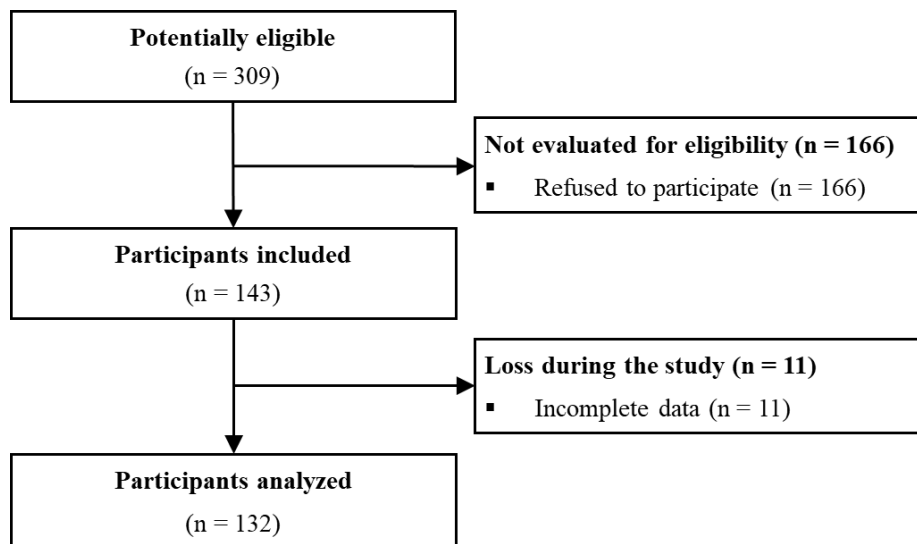 Potentially eligible
(n = 309)
Not evaluated for eligibility (n = 166)
▪ Refused to participate (n = 166)
Participants included
(n = 143)
Loss during the study (n = 11)
▪ Incomplete data (n = 11)
Participants analyzed
(n = 132)